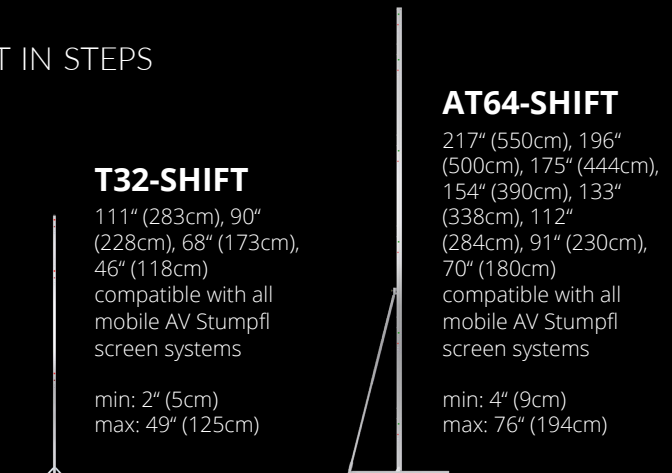 T IN STEPS
T32-SHIFT
111“ (283cm), 90“
(228cm), 68“ (173cm),
46“ (118cm)
compatible with all
mobile AV Stumpfl
screen systems
min: 2“ (5cm)
max: 49“ (125cm)
AT64-SHIFT
217“ (550cm), 196“
(500cm), 175“ (444cm),
154“ (390cm), 133“
(338cm), 112“
(284cm), 91“ (230cm),
70“ (180cm)
compatible with all
mobile AV Stumpfl
screen systems
min: 4“ (9cm)
max: 76“ (194cm)